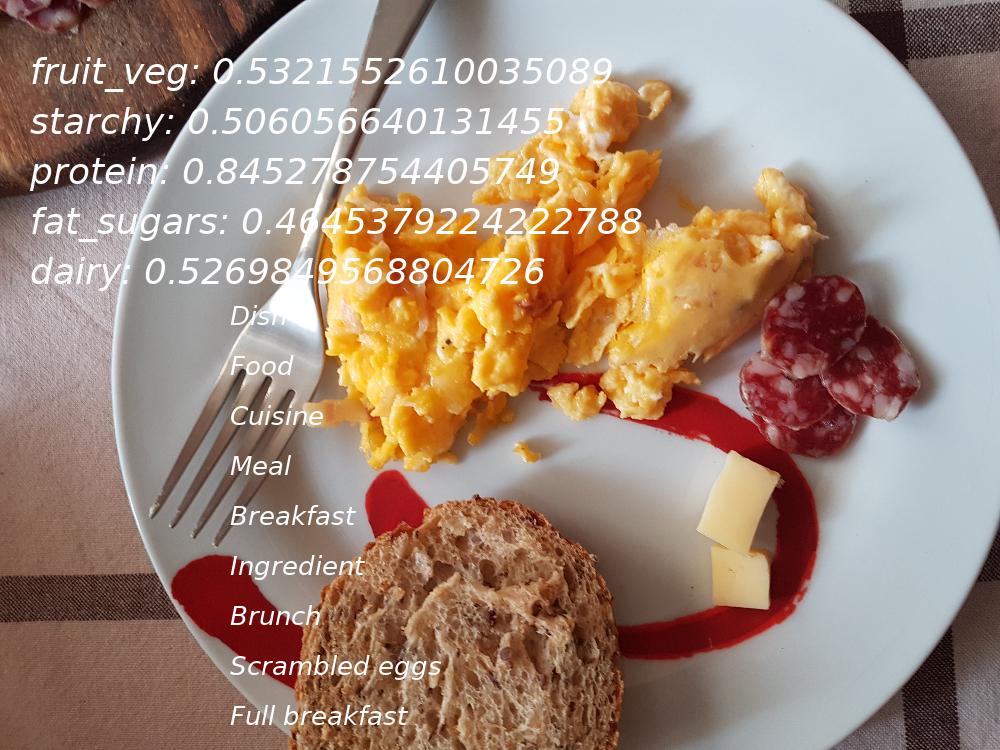 fruit_veg: 0.5321552610035089
starchy: 0.506056640131455
protein: 0.845278754405749
fat_sugars: 0.4645379224222788
dairy: 0.5269849568804726
Dish
Food
Cuisine
Meal
Breakfast
Ingredient
Brunch
Scrambled eggs
Full breakfast